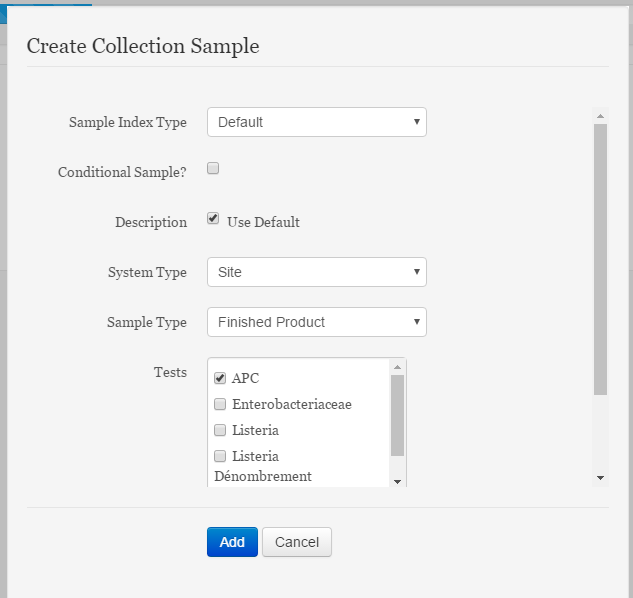 Create Collection Sample
Sample Index Type Default
Conditional Sample?
Description Use Default
System Type Site
Sample Type Finished Product
Tests
APC
Enterobacteriaceae
Listeria
Listeria
Dénombrement
Add Cancel